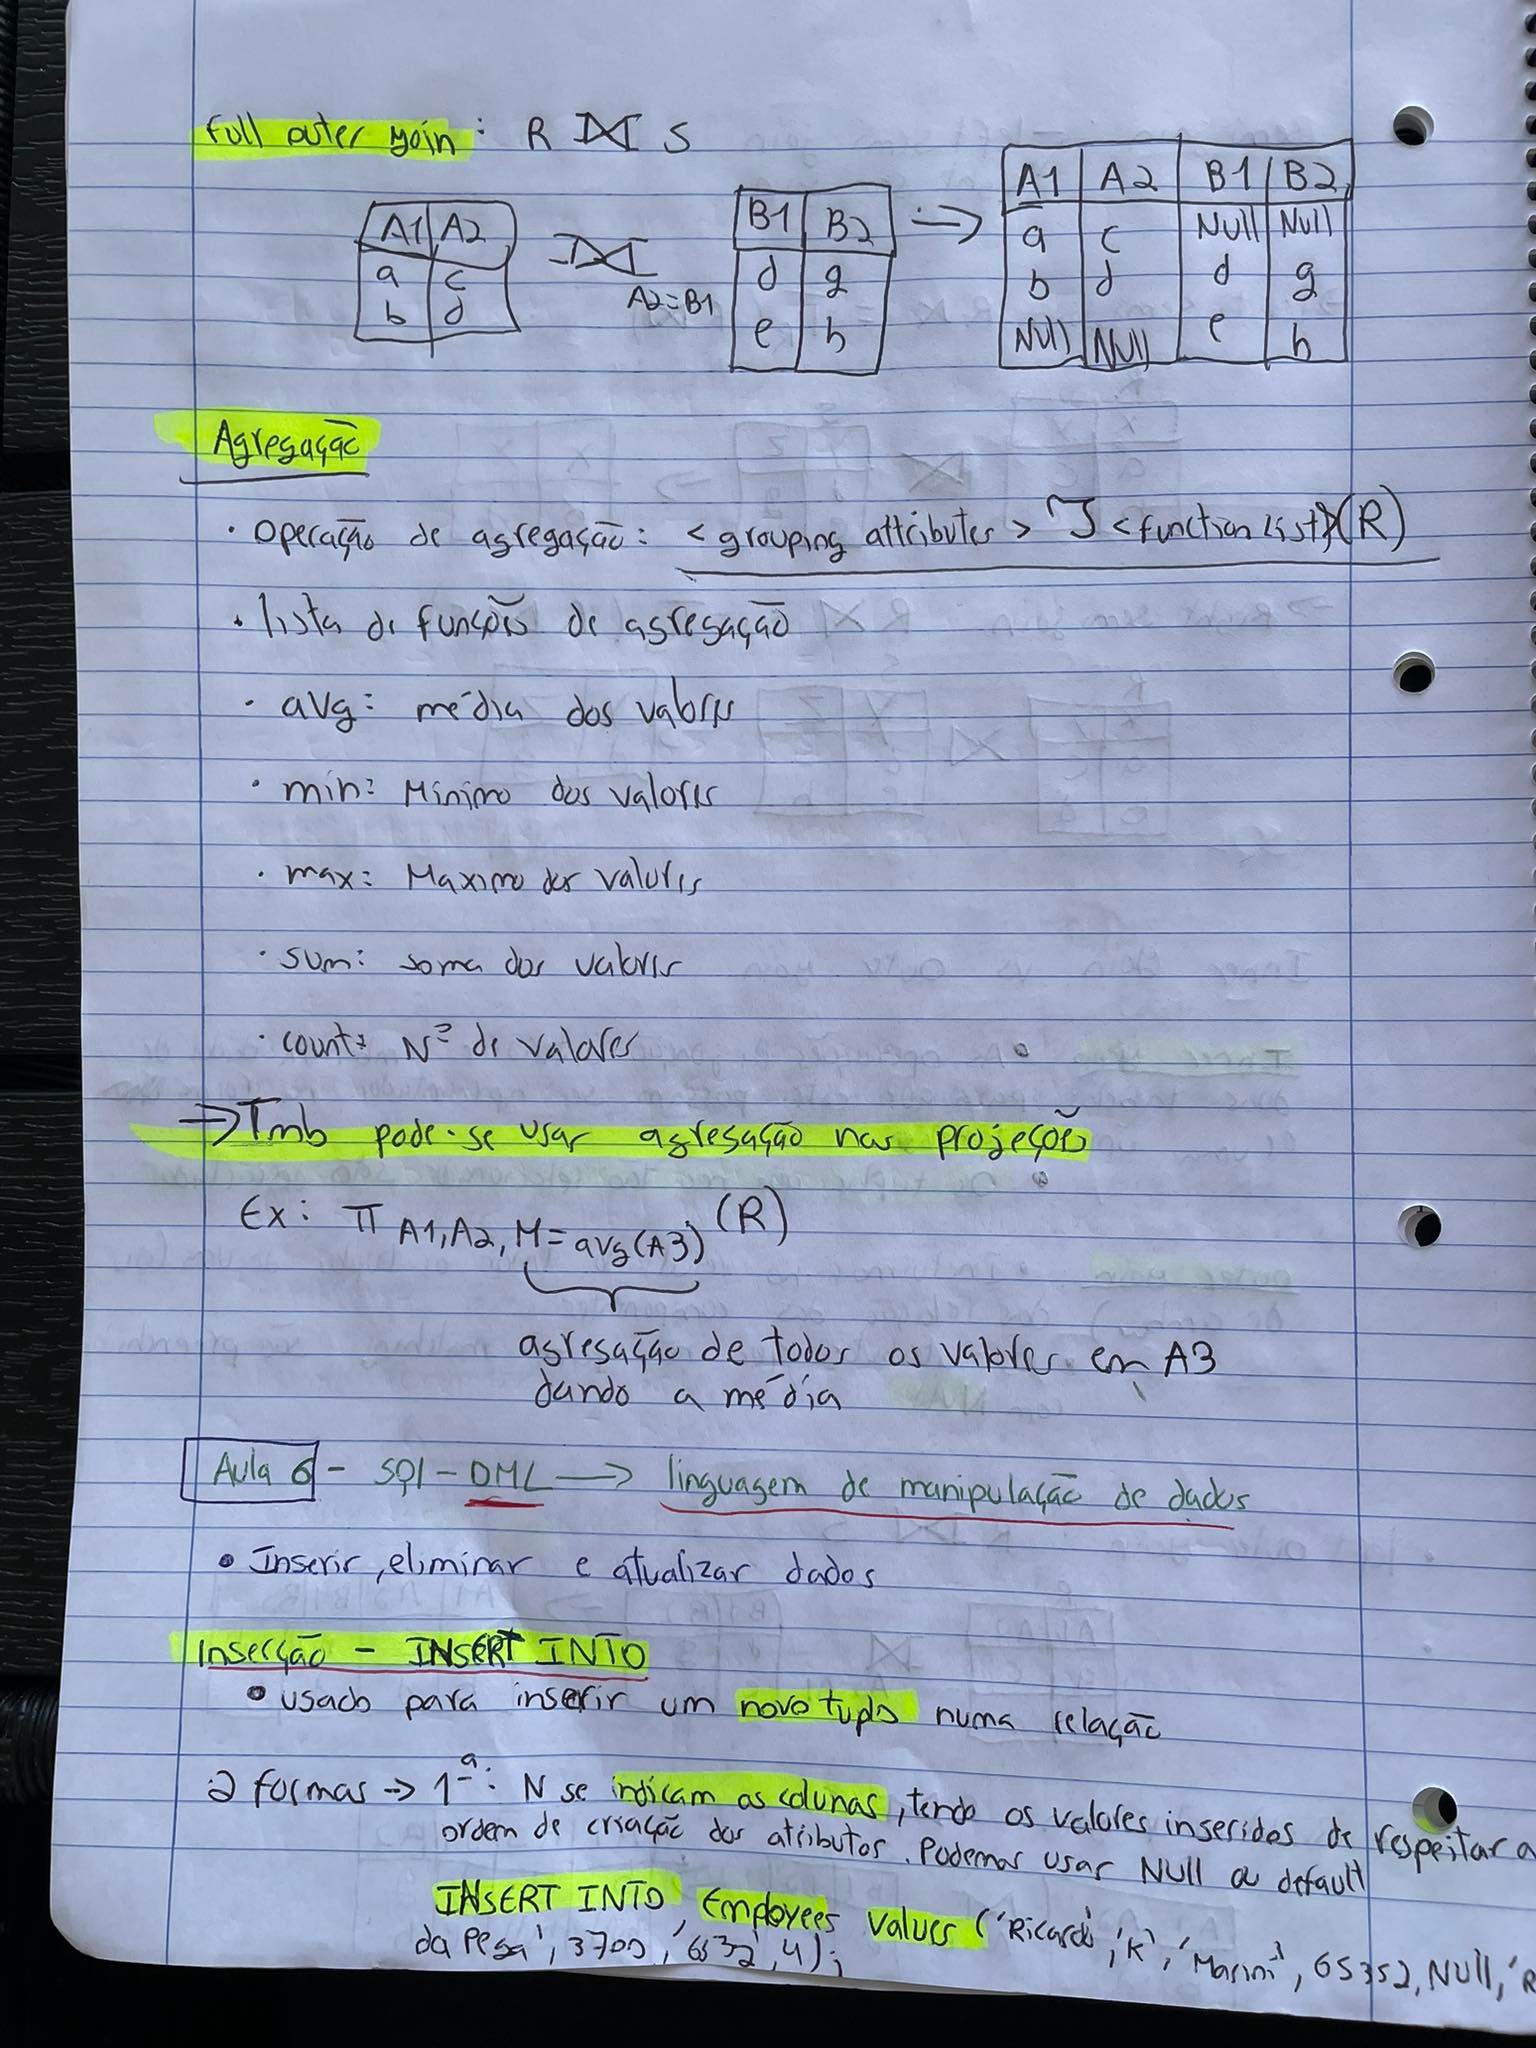 Full outer yoin: R ⟗ S
A1 A2
a c
b d
⟗ A2=B1
B1 B2
d g
e h
=>
A1 A2 B1 B2
a c Null Null
b d d g
Null Null e h
Agregação
· Operação de agregação: <grouping attributes> ℑ <function list>(R)
· lista de funções de agregação
· avg: média dos valores
· min: Minimo dos valores
· max: Maximo dos valores
· sum: soma dos valores
· count: Nº de valores
=> Tmb pode-se usar agregação nas projeções
Ex: π A1, A2, M = avg(A3) (R)
agregação de todos os valores em A3
dando a média
Aula 6 - SQl - DML → linguagem de manipulação de dados
• Inserir, eliminar e atualizar dados
Inserção - INSERT INTO
• usado para inserir um novo tuplo numa relação
2 formas -> 1ª: N se indicam as colunas, tendo os valores inseridos de respeitar a
ordem de criação dos atributos. Podemos usar Null ou default
INSERT INTO Employees Values ('Ricardo', 'K', 'Marini', 65352, Null, 'R
da Pega', 3700, '6532', 4);